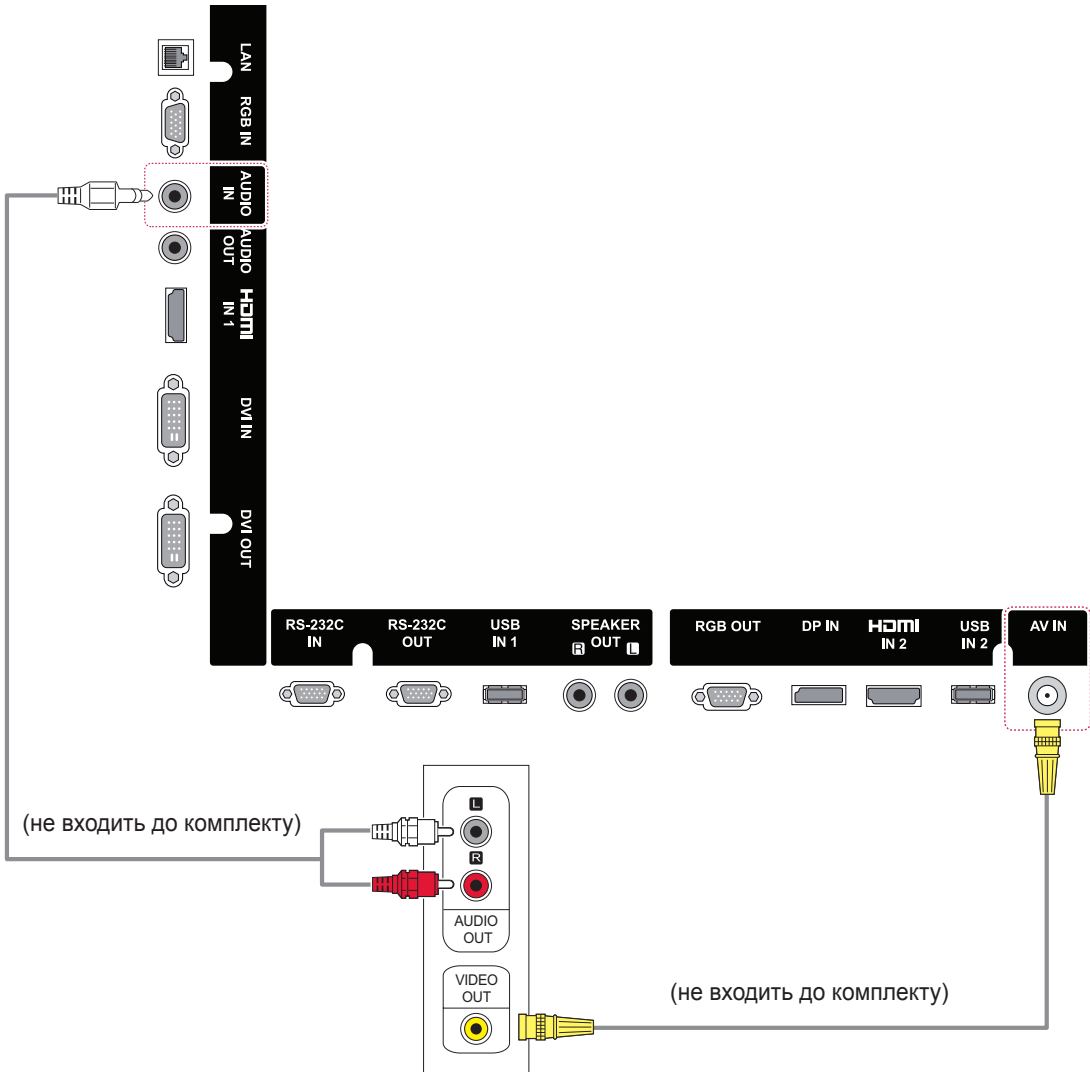 LAN
RGB IN
AUDIO
IN
AUDIO
OUT
HDMI
IN 1
DVI IN
DVI OUT
RS-232C
IN
RS-232C
OUT
USB
IN 1
SPEAKER
R OUT L
RGB OUT
DP IN
HDMI
IN 2
USB
IN 2
AV IN
(не входить до комплекту)
L
R
AUDIO
OUT
VIDEO
OUT
(не входить до комплекту)